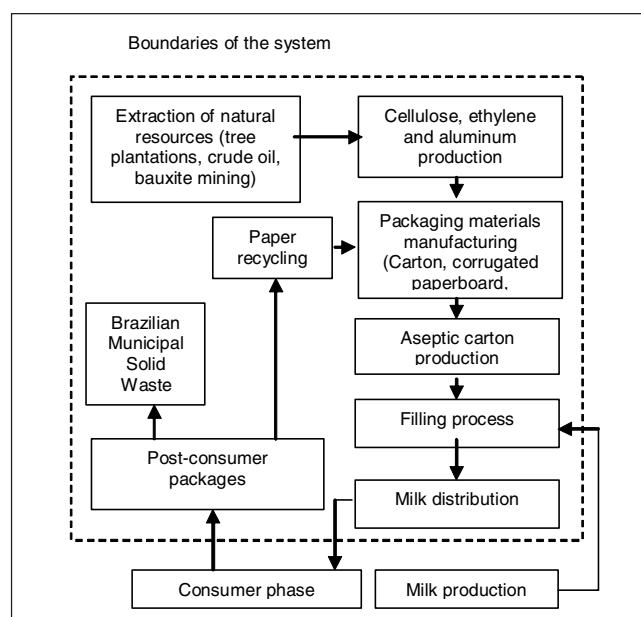 Boundaries of the system
Extraction of natural
resources (tree
plantations, crude oil,
bauxite mining)
Cellulose, ethylene
and aluminum
production
Paper
recycling
Packaging materials
manufacturing
(Carton, corrugated
paperboard,
Brazilian
Municipal
Solid
Waste
Aseptic carton
production
Filling process
Post-consumer
packages
Milk distribution
Consumer phase
Milk production